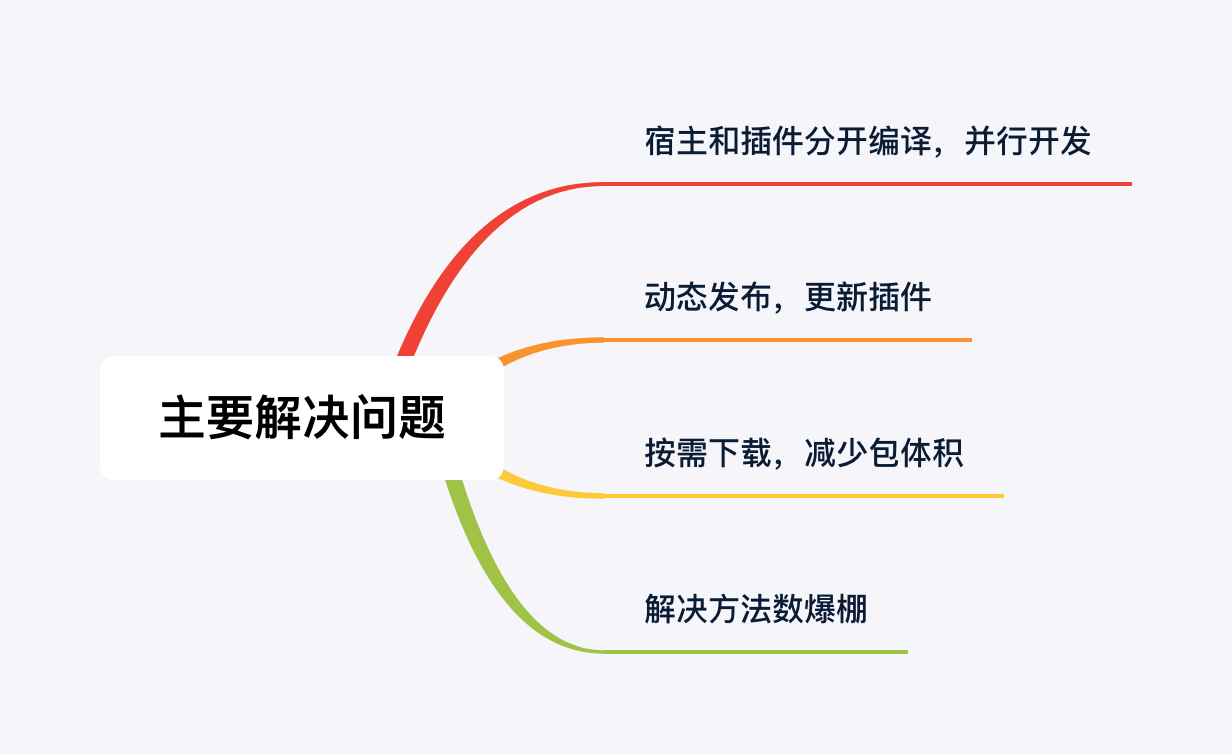 宿主和插件分开编译，并行开发
动态发布，更新插件
主要解决问题
按需下载，减少包体积
解决方法数爆棚